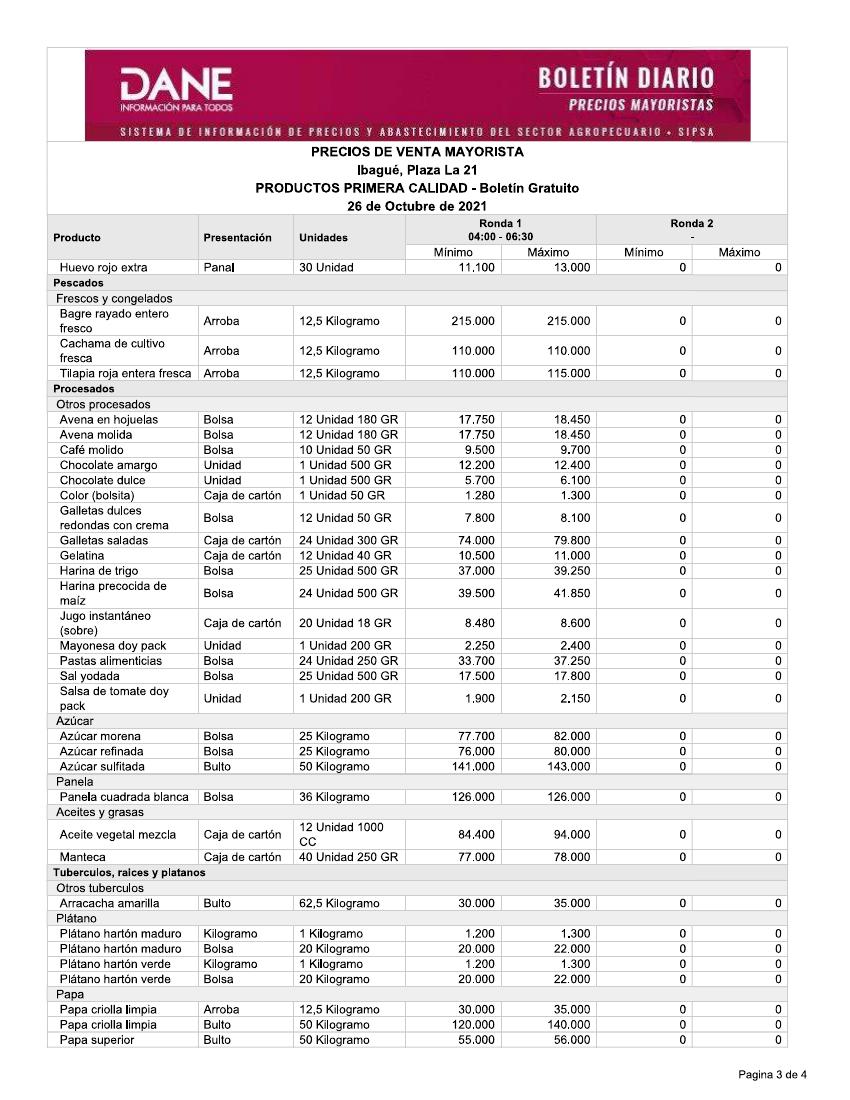 DANE
INFORMACIÓN PARA TODOS
BOLETÍN DIARIO
PRECIOS MAYORISTAS
SISTEMA DE INFORMACIÓN DE PRECIOS Y ABASTECIMIENTO DEL SECTOR AGROPECUARIO • SIPSA
PRECIOS DE VENTA MAYORISTA
Ibagué, Plaza La 21
PRODUCTOS PRIMERA CALIDAD - Boletín Gratuito
26 de Octubre de 2021
Producto Presentación Unidades Ronda 1 Ronda 2
04:00 - 06:30 -
Mínimo Máximo Mínimo Máximo
Huevo rojo extra Panal 30 Unidad 11.100 13.000 0 0
Pescados
Frescos y congelados
Bagre rayado entero
fresco Arroba 12,5 Kilogramo 215.000 215.000 0 0
Cachama de cultivo
fresca Arroba 12,5 Kilogramo 110.000 110.000 0 0
Tilapia roja entera fresca Arroba 12,5 Kilogramo 110.000 115.000 0 0
Procesados
Otros procesados
Avena en hojuelas Bolsa 12 Unidad 180 GR 17.750 18.450 0 0
Avena molida Bolsa 12 Unidad 180 GR 17.750 18.450 0 0
Café molido Bolsa 10 Unidad 50 GR 9.500 9.700 0 0
Chocolate amargo Unidad 1 Unidad 500 GR 12.200 12.400 0 0
Chocolate dulce Unidad 1 Unidad 500 GR 5.700 6.100 0 0
Color (bolsita) Caja de cartón 1 Unidad 50 GR 1.280 1.300 0 0
Galletas dulces
redondas con crema Bolsa 12 Unidad 50 GR 7.800 8.100 0 0
Galletas saladas Caja de cartón 24 Unidad 300 GR 74.000 79.800 0 0
Gelatina Caja de cartón 12 Unidad 40 GR 10.500 11.000 0 0
Harina de trigo Bolsa 25 Unidad 500 GR 37.000 39.250 0 0
Harina precocida de
maíz Bolsa 24 Unidad 500 GR 39.500 41.850 0 0
Jugo instantáneo
(sobre) Caja de cartón 20 Unidad 18 GR 8.480 8.600 0 0
Mayonesa doy pack Unidad 1 Unidad 200 GR 2.250 2.400 0 0
Pastas alimenticias Bolsa 24 Unidad 250 GR 33.700 37.250 0 0
Sal yodada Bolsa 25 Unidad 500 GR 17.500 17.800 0 0
Salsa de tomate doy
pack Unidad 1 Unidad 200 GR 1.900 2.150 0 0
Azúcar
Azúcar morena Bolsa 25 Kilogramo 77.700 82.000 0 0
Azúcar refinada Bolsa 25 Kilogramo 76.000 80.000 0 0
Azúcar sulfitada Bulto 50 Kilogramo 141.000 143.000 0 0
Panela
Panela cuadrada blanca Bolsa 36 Kilogramo 126.000 126.000 0 0
Aceites y grasas
Aceite vegetal mezcla Caja de cartón 12 Unidad 1000
CC 84.400 94.000 0 0
Manteca Caja de cartón 40 Unidad 250 GR 77.000 78.000 0 0
Tuberculos, raices y platanos
Otros tuberculos
Arracacha amarilla Bulto 62,5 Kilogramo 30.000 35.000 0 0
Plátano
Plátano hartón maduro Kilogramo 1 Kilogramo 1.200 1.300 0 0
Plátano hartón maduro Bolsa 20 Kilogramo 20.000 22.000 0 0
Plátano hartón verde Kilogramo 1 Kilogramo 1.200 1.300 0 0
Plátano hartón verde Bolsa 20 Kilogramo 20.000 22.000 0 0
Papa
Papa criolla limpia Arroba 12,5 Kilogramo 30.000 35.000 0 0
Papa criolla limpia Bulto 50 Kilogramo 120.000 140.000 0 0
Papa superior Bulto 50 Kilogramo 55.000 56.000 0 0
Pagina 3 de 4